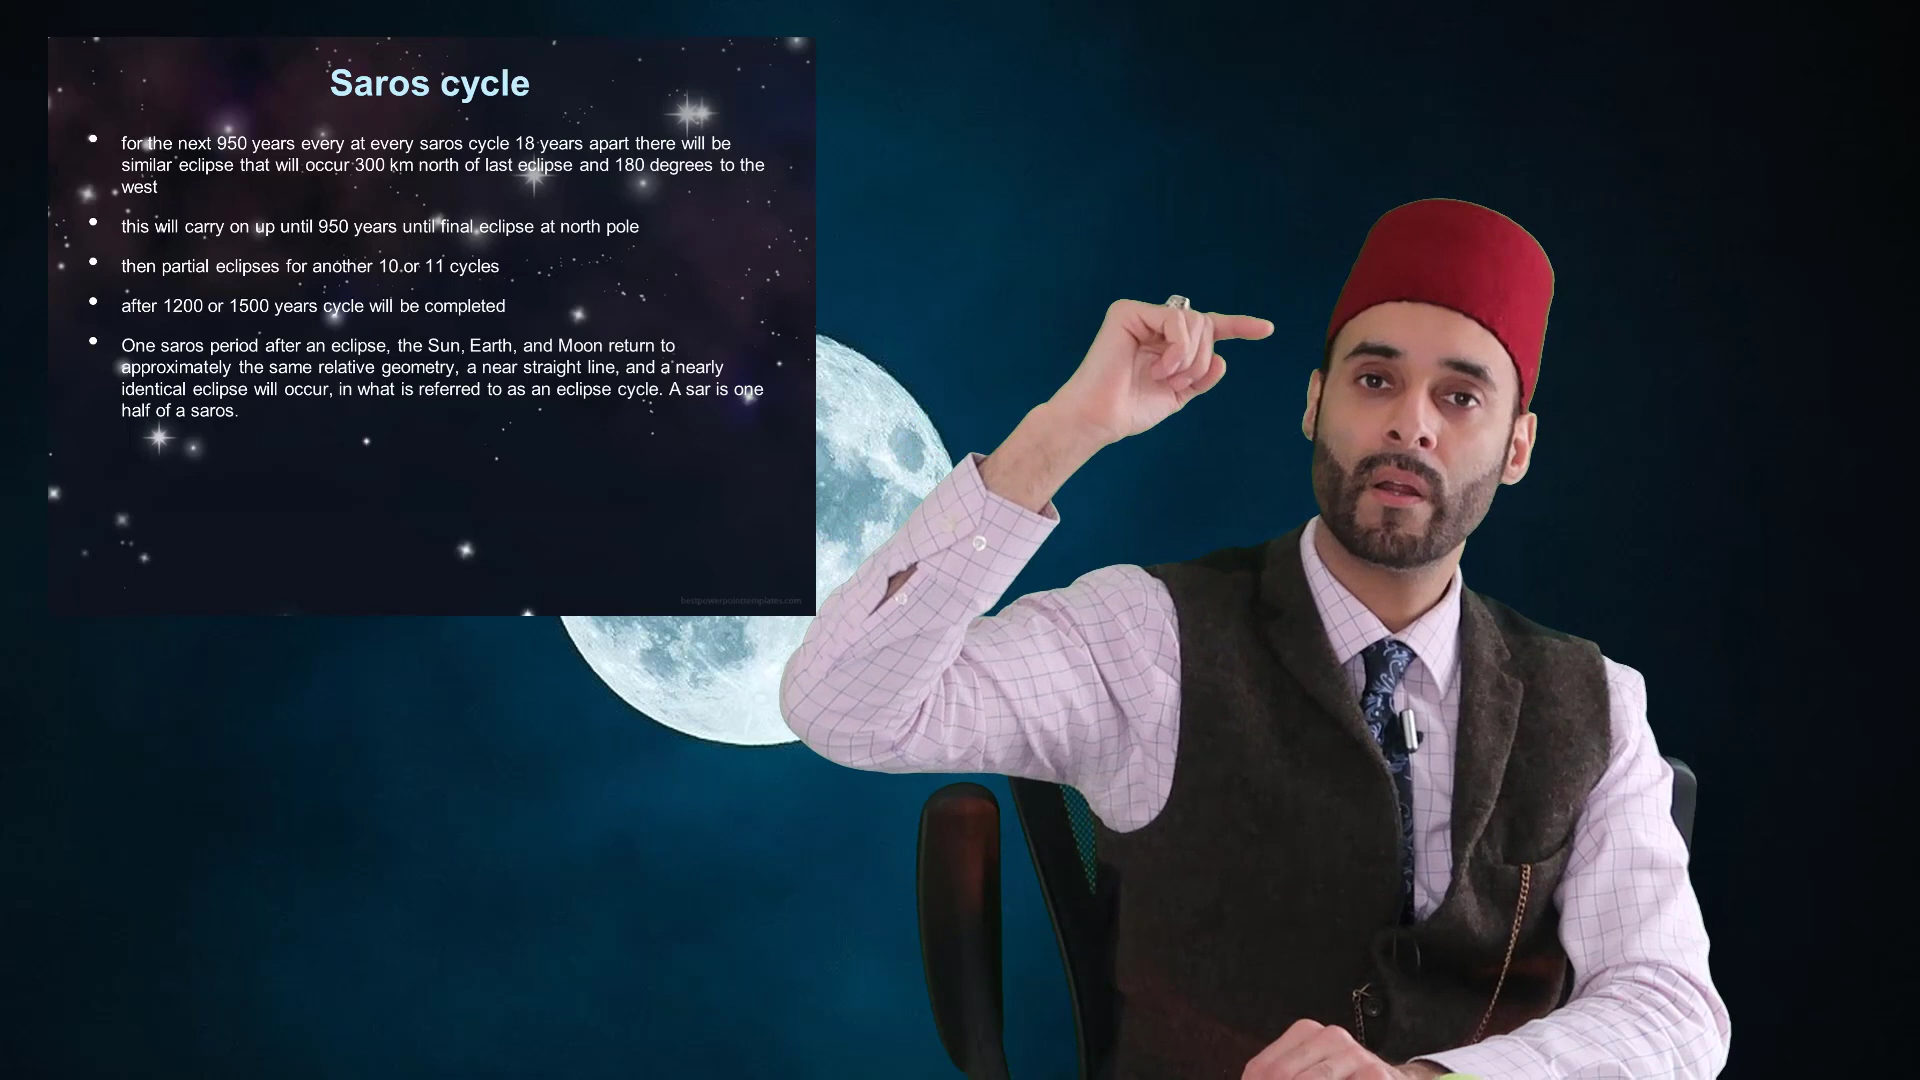 Saros cycle
for the next 950 years every at every saros cycle 18 years apart there will be
similar eclipse that will occur 300 km north of last eclipse and 180 degrees to the
west
this will carry on up until 950 years until final eclipse at north pole
then partial eclipses for another 10 or 11 cycles
after 1200 or 1500 years cycle will be completed
One saros period after an eclipse, the Sun, Earth, and Moon return to
approximately the same relative geometry, a near straight line, and a nearly
identical eclipse will occur, in what is referred to as an eclipse cycle. A sar is one
half of a saros.
bestpowerpointtemplates.com